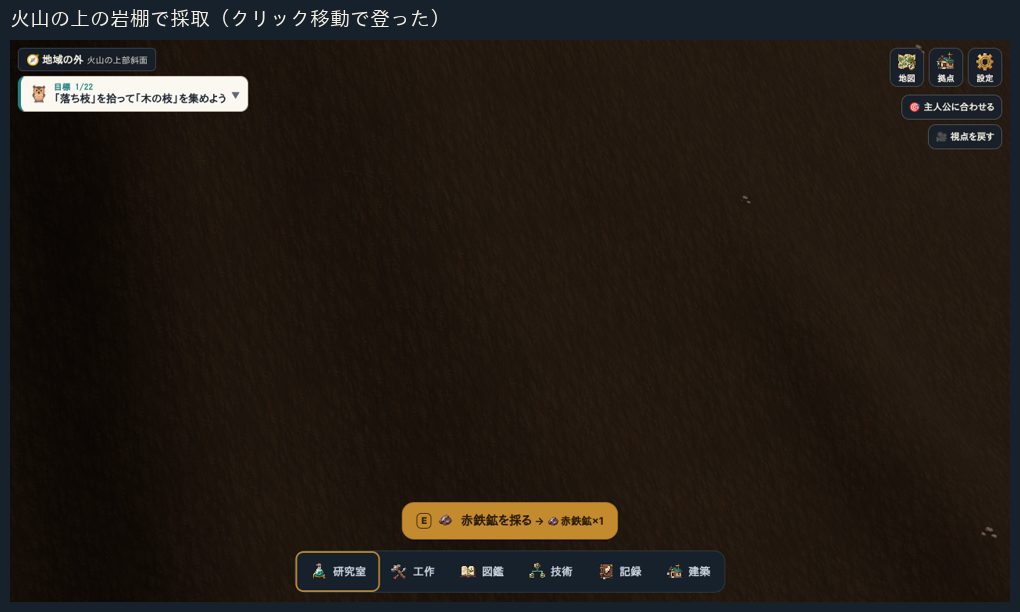 火山の上の岩棚で採取（クリック移動で登った）
地域の外 火山の上部斜面
目標 1/22
「落ち枝」を拾って「木の枝」を集めよう ▼
地図
拠点
設定
主人公に合わせる
視点を戻す
E 赤鉄鉱を採る → 赤鉄鉱×1
研究室
工作
図鑑
技術
記録
建築